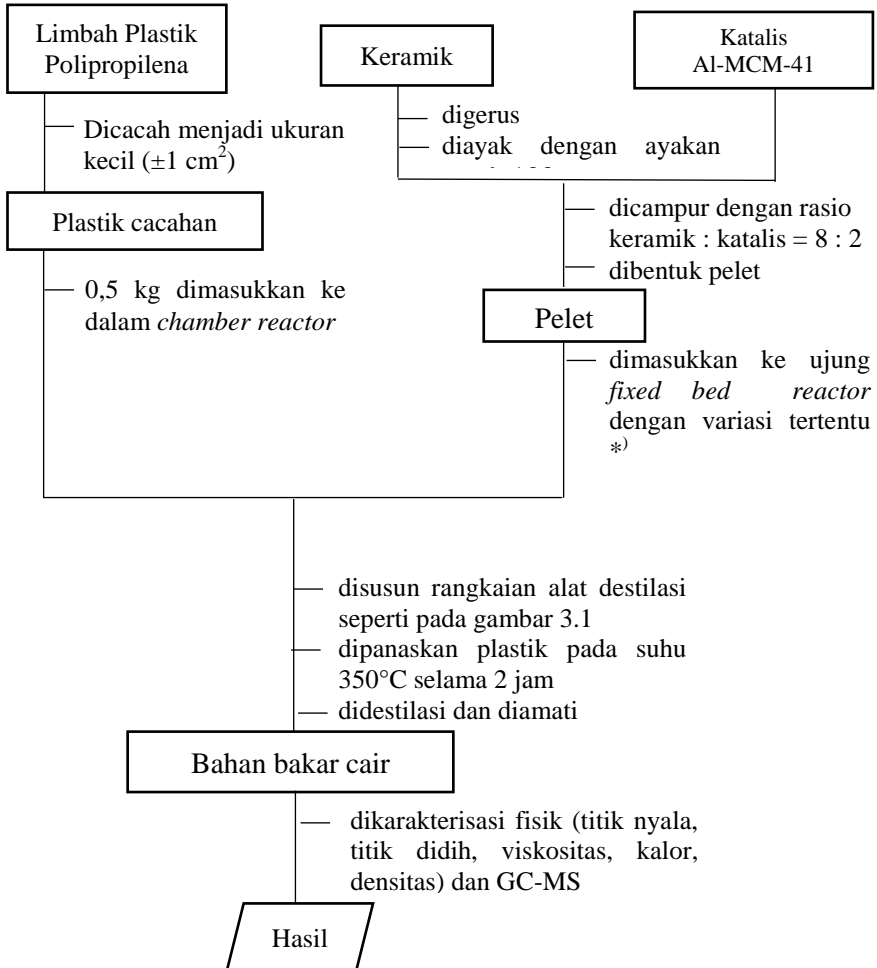 Limbah Plastik
Polipropilena
Keramik
Katalis
Al-MCM-41
Dicacah menjadi ukuran
kecil (±1 cm²)
digerus
diayak dengan ayakan
Plastik cacahan
dicampur dengan rasio
keramik : katalis = 8 : 2
dibentuk pelet
0,5 kg dimasukkan ke
dalam chamber reactor
Pelet
dimasukkan ke ujung
fixed bed reactor
dengan variasi tertentu
*)
disusun rangkaian alat destilasi
seperti pada gambar 3.1
dipanaskan plastik pada suhu
350°C selama 2 jam
didestilasi dan diamati
Bahan bakar cair
dikarakterisasi fisik (titik nyala,
titik didih, viskositas, kalor,
densitas) dan GC-MS
Hasil